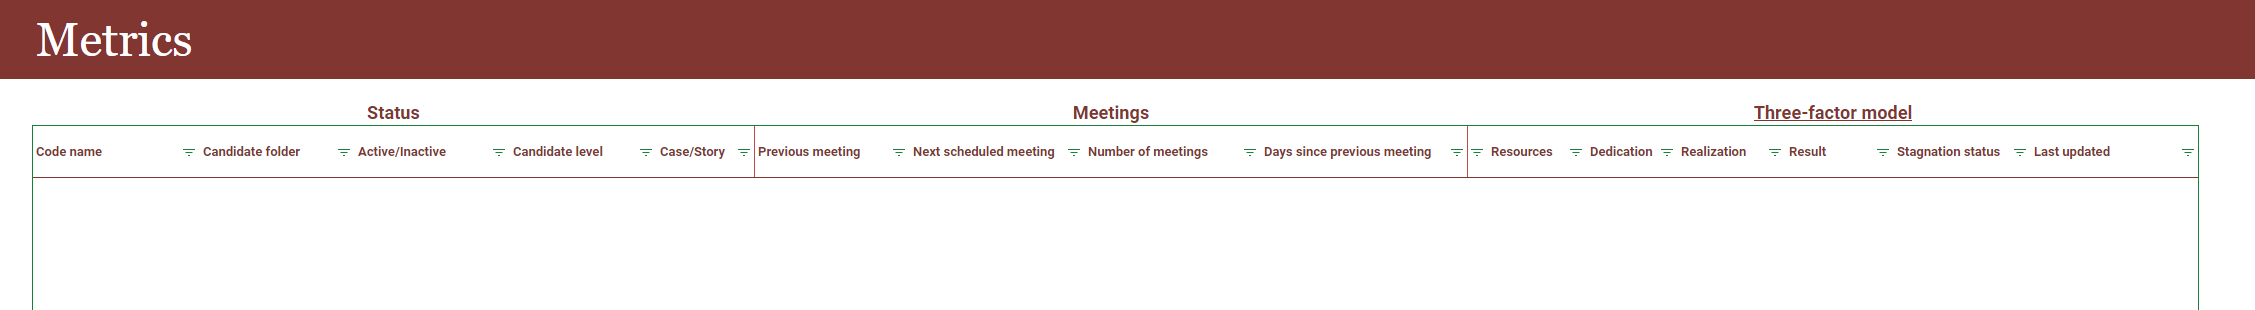 Metrics
Status Meetings Three-factor model
Code name Candidate folder Active/Inactive Candidate level Case/Story Previous meeting Next scheduled meeting Number of meetings Days since previous meeting Resources Dedication Realization Result Stagnation status Last updated